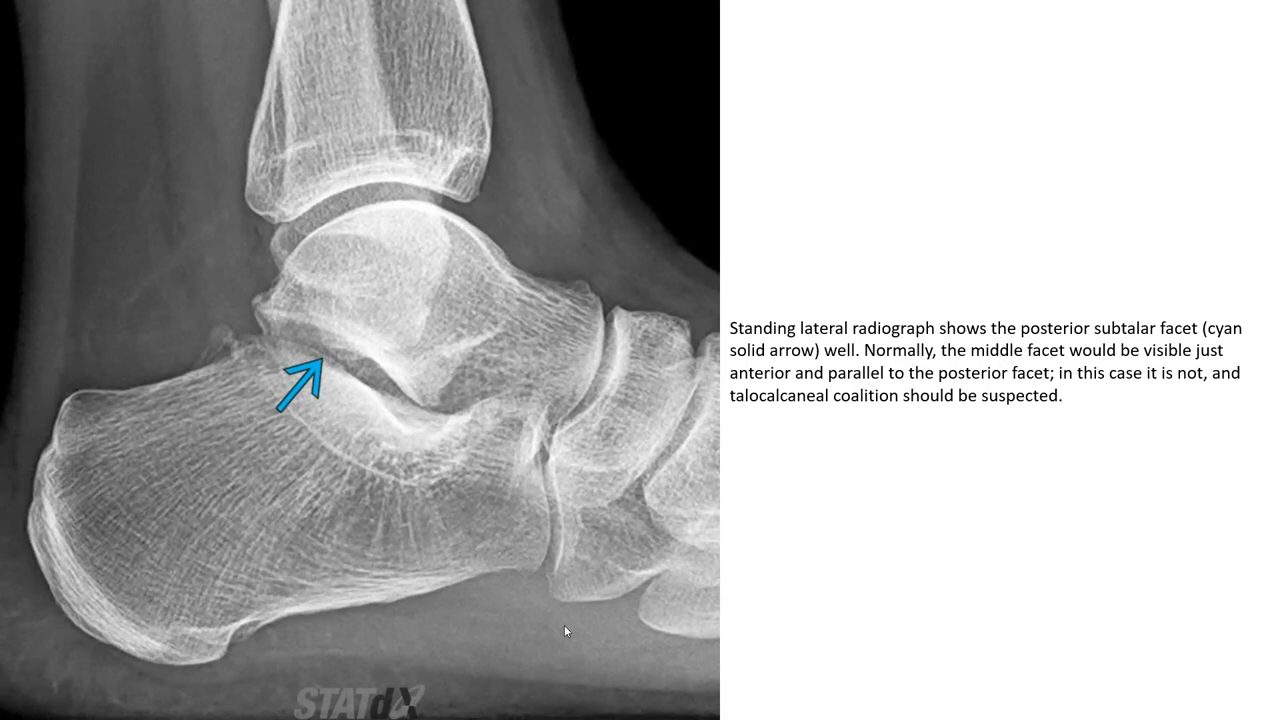 Standing lateral radiograph shows the posterior subtalar facet (cyan
solid arrow) well. Normally, the middle facet would be visible just
anterior and parallel to the posterior facet; in this case it is not, and
talocalcaneal coalition should be suspected.
STATdx